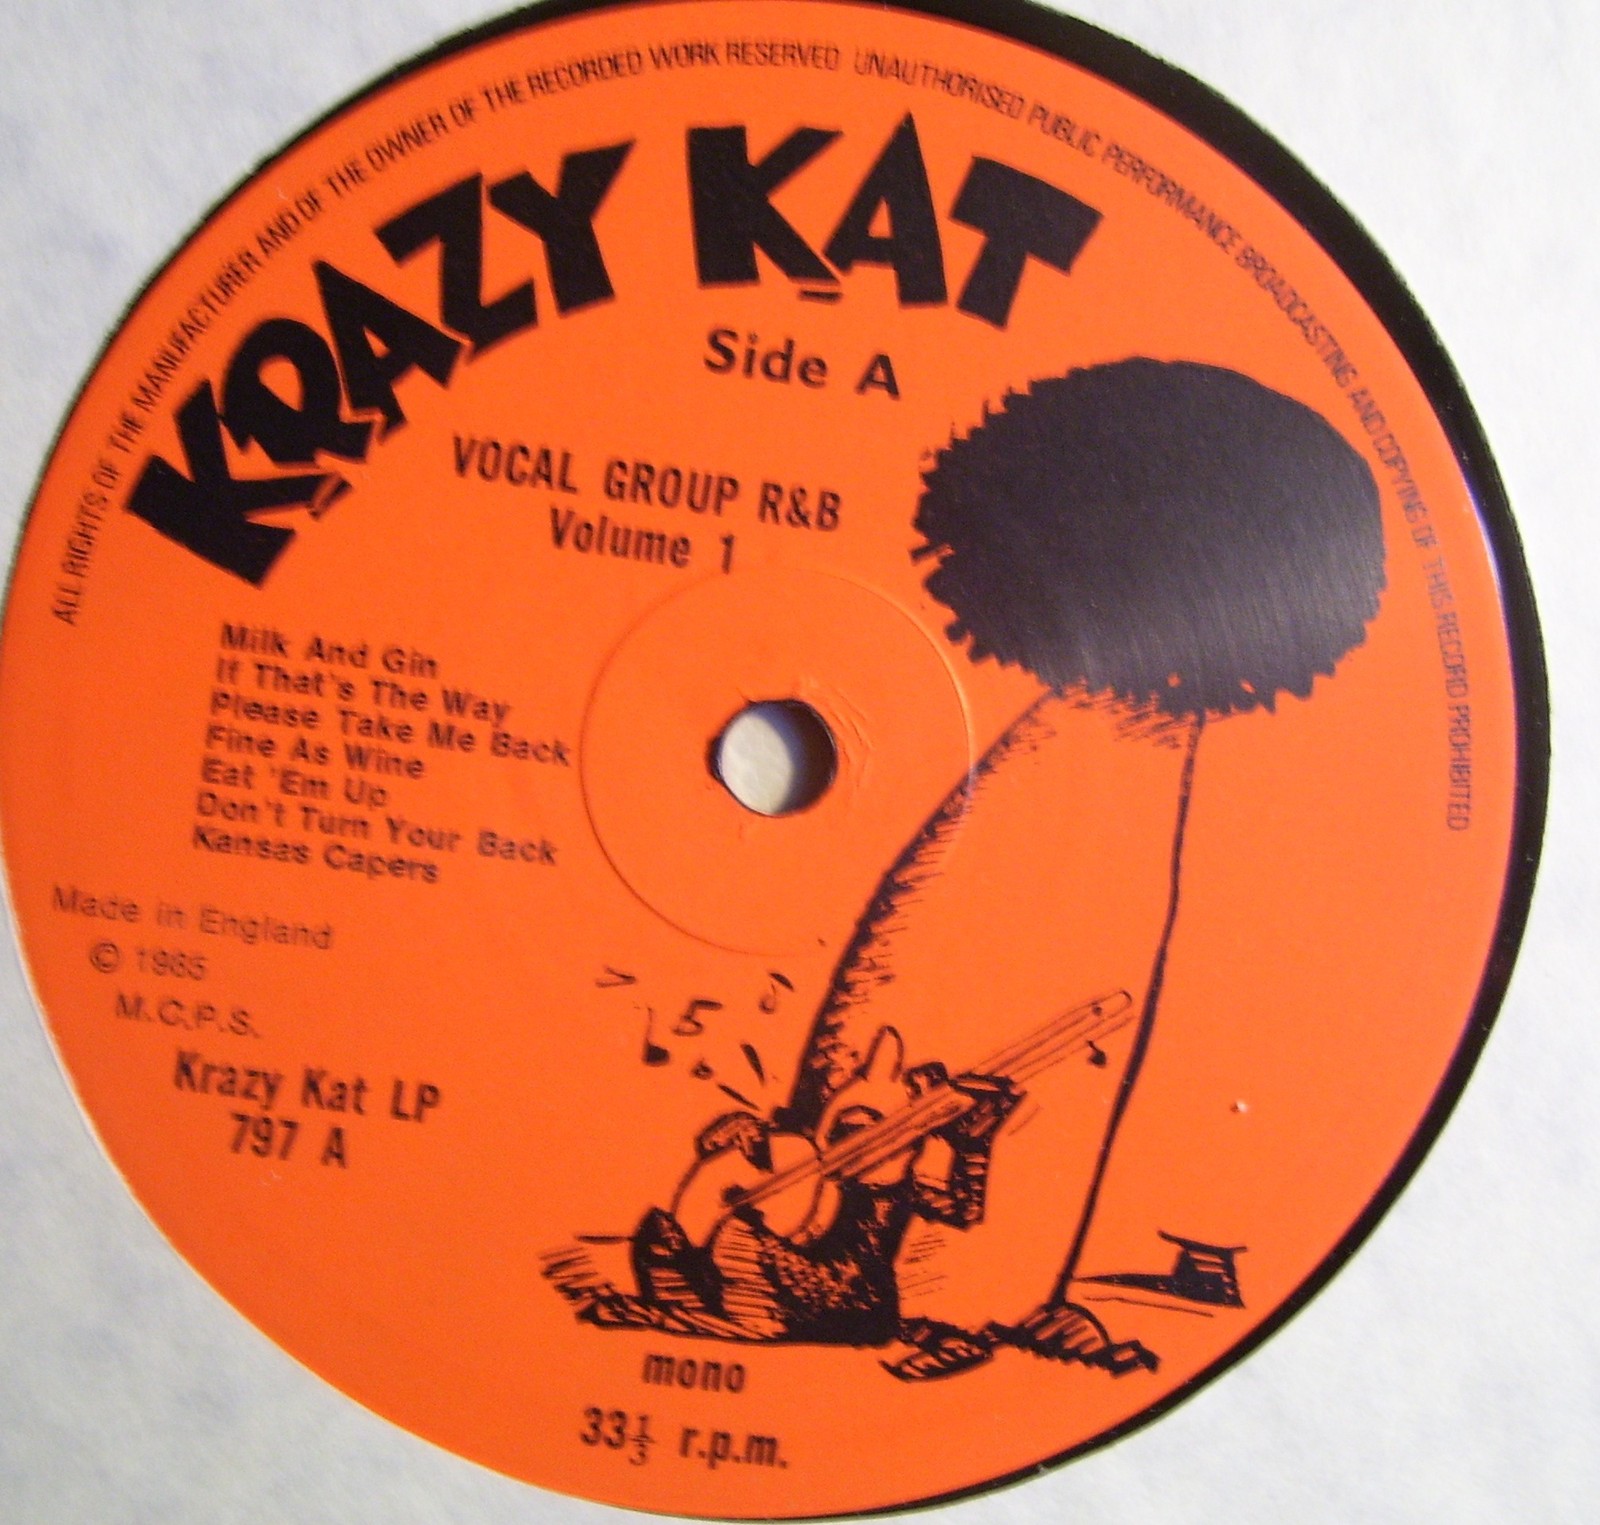 ALL RIGHTS OF THE MANUFACTURER AND OF THE OWNER OF THE RECORDED WORK RESERVED UNAUTHORISED PUBLIC PERFORMANCE BROADCASTING AND COPYING OF THIS RECORD PROHIBITED
KRAZY KAT
Side A
VOCAL GROUP R&B
Volume 1
Milk And Gin
If That's The Way
Please Take Me Back
Fine As Wine
Eat 'Em Up
Don't Turn Your Back
Kansas Capers
Made in England
© 1985
M.C.P.S.
Krazy Kat LP
797 A
mono
33⅓ r.p.m.